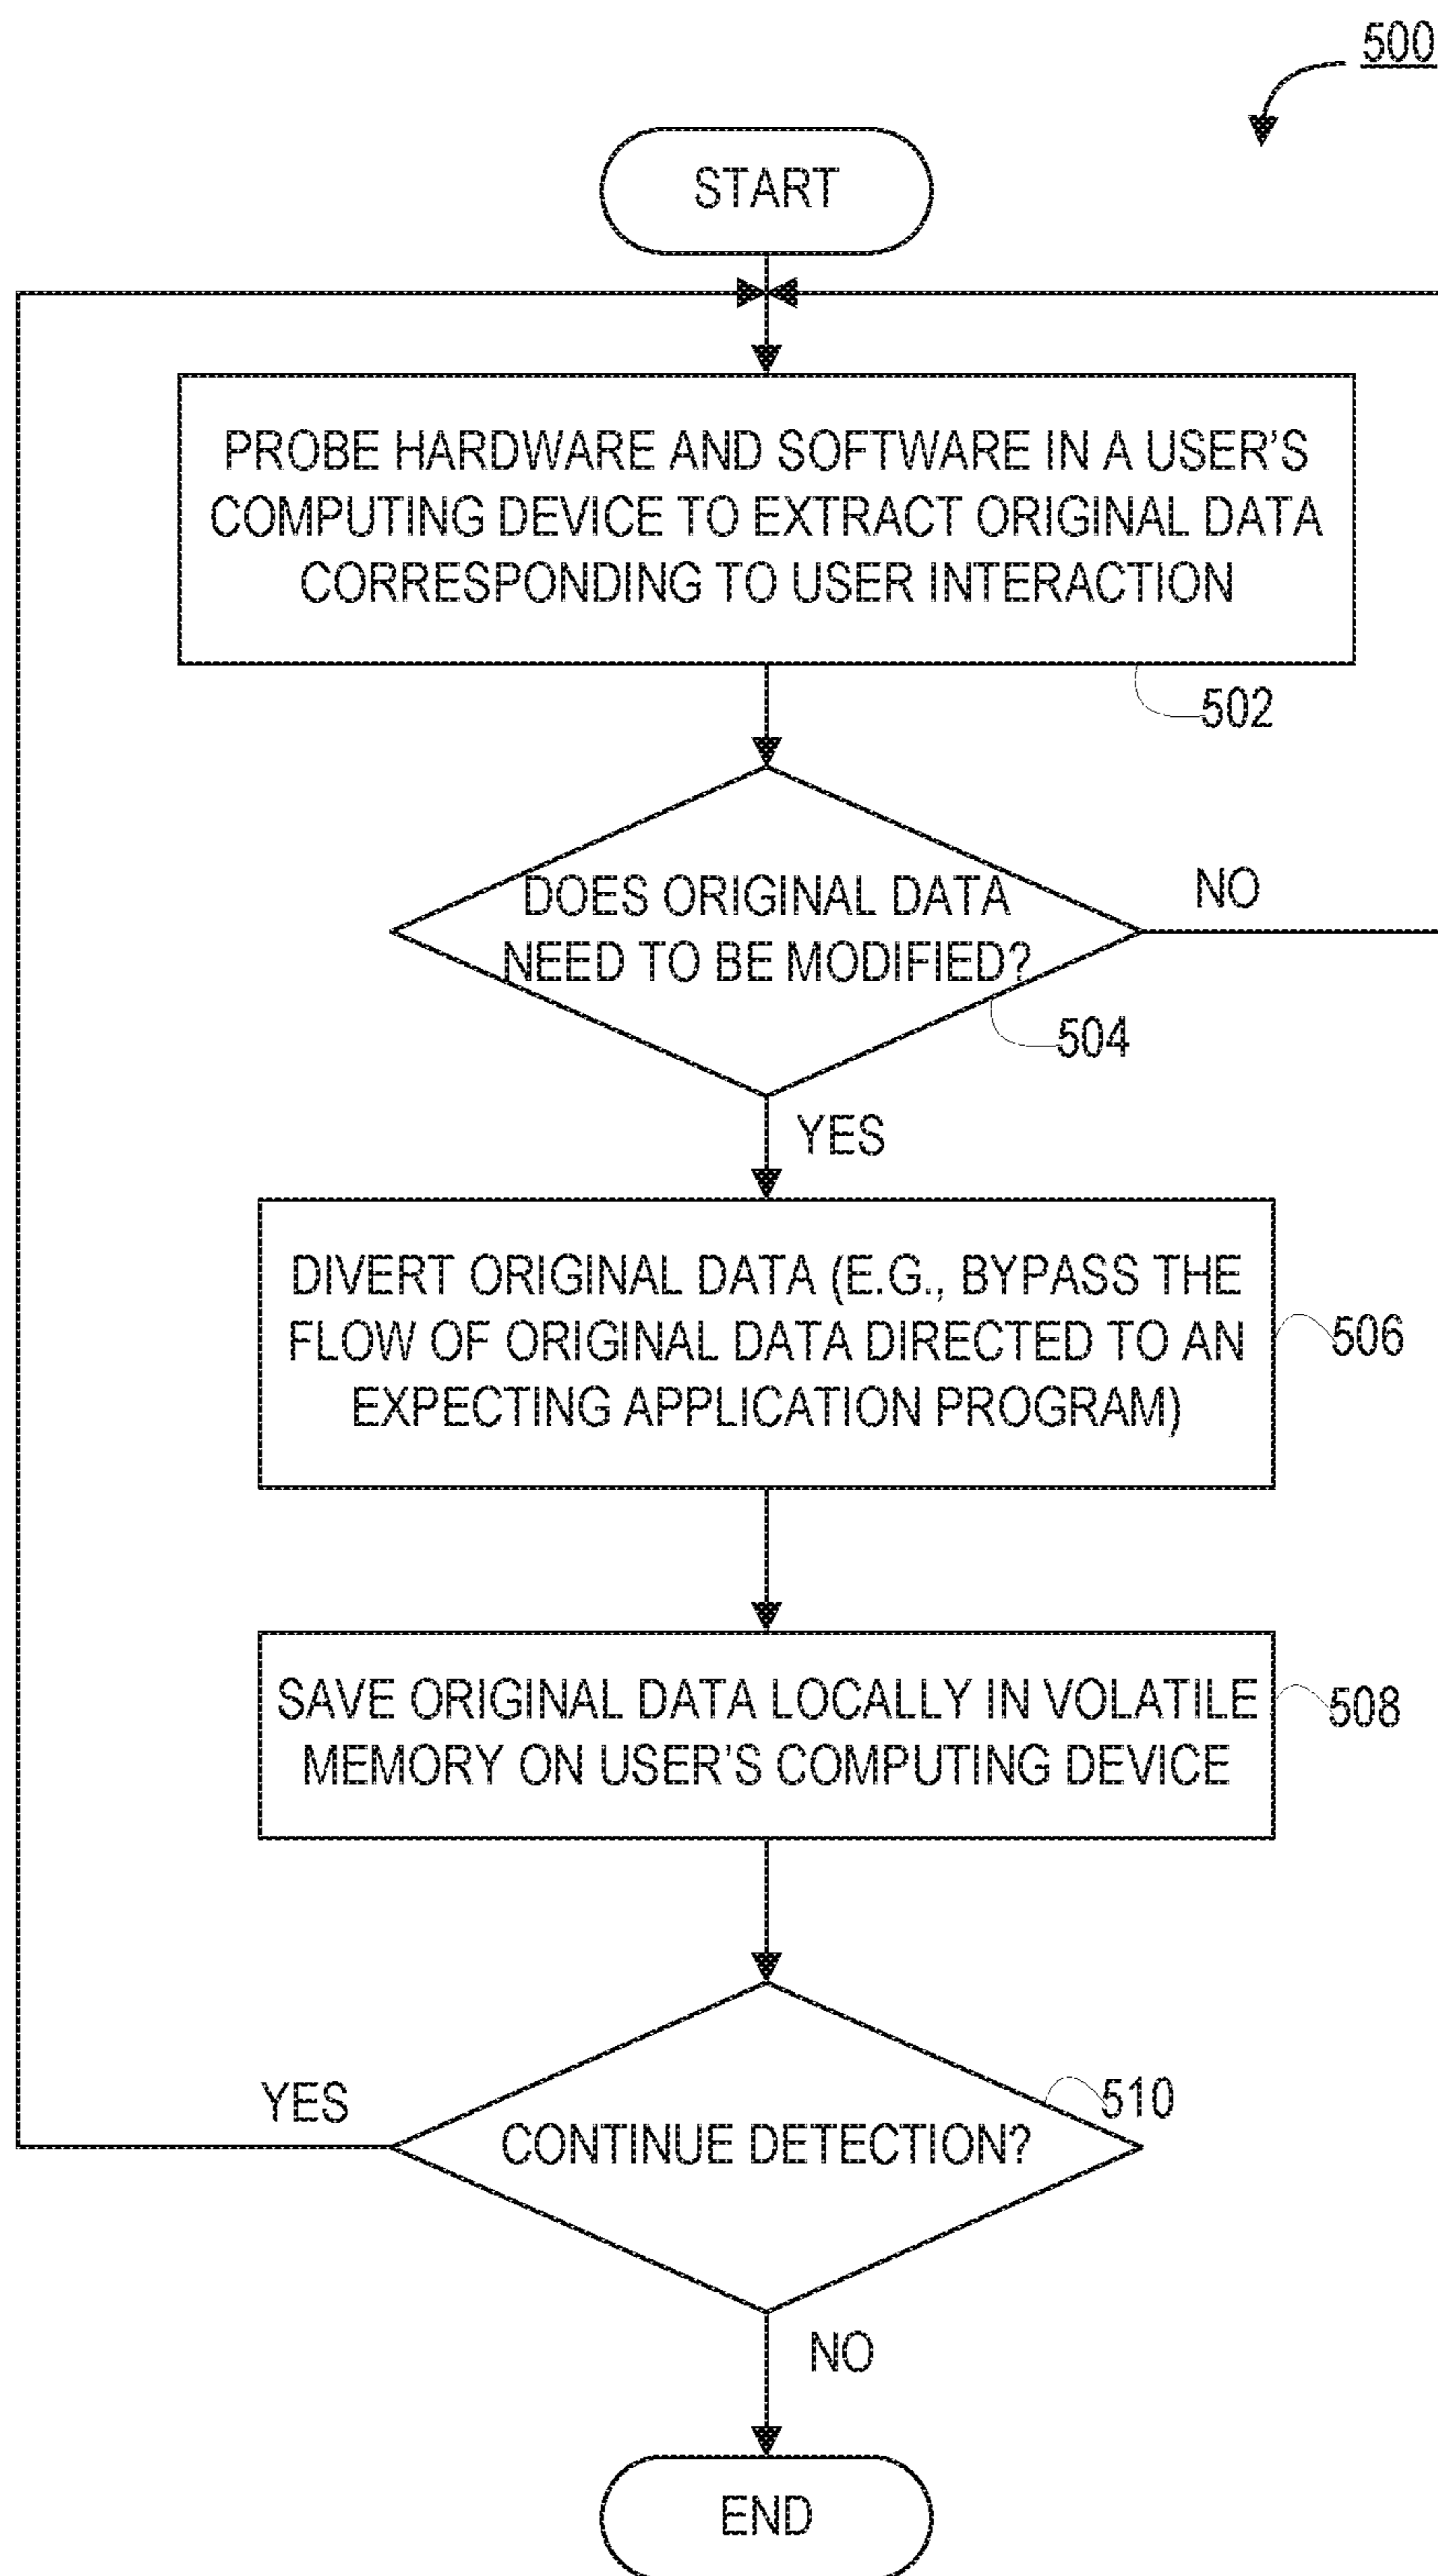 500
START
PROBE HARDWARE AND SOFTWARE IN A USER'S
COMPUTING DEVICE TO EXTRACT ORIGINAL DATA
CORRESPONDING TO USER INTERACTION
502
DOES ORIGINAL DATA
NEED TO BE MODIFIED?
NO
504
YES
DIVERT ORIGINAL DATA (E.G., BYPASS THE
FLOW OF ORIGINAL DATA DIRECTED TO AN
EXPECTING APPLICATION PROGRAM)
506
SAVE ORIGINAL DATA LOCALLY IN VOLATILE
MEMORY ON USER'S COMPUTING DEVICE
508
YES
CONTINUE DETECTION?
510
NO
END